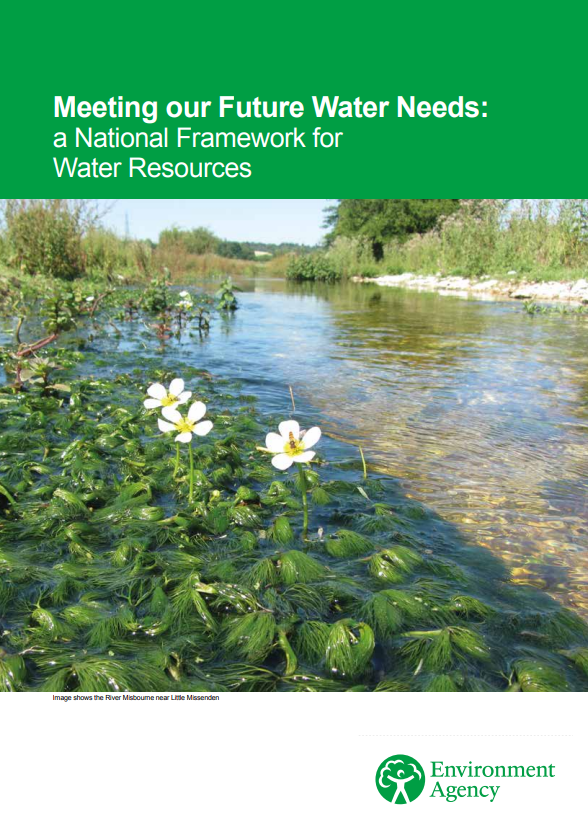 Meeting our Future Water Needs:
a National Framework for
Water Resources
Image shows the River Misbourne near Little Missenden
Environment
Agency